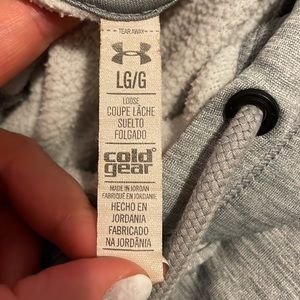 TEAR AWAY
LG/G
LOOSE
COUPE LÂCHE
SUELTO
FOLGADO
cold
gear
MADE IN JORDAN
FABRIQUÉ EN JORDANIE
HECHO EN
JORDANIA
FABRICADO
NA JORDÂNIA